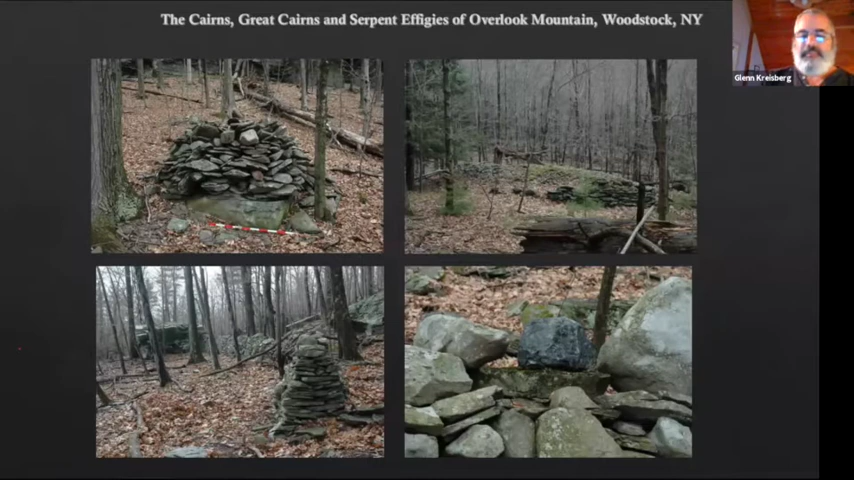 The Cairns, Great Cairns and Serpent Effigies of Overlook Mountain, Woodstock, NY
Glenn Kreisberg